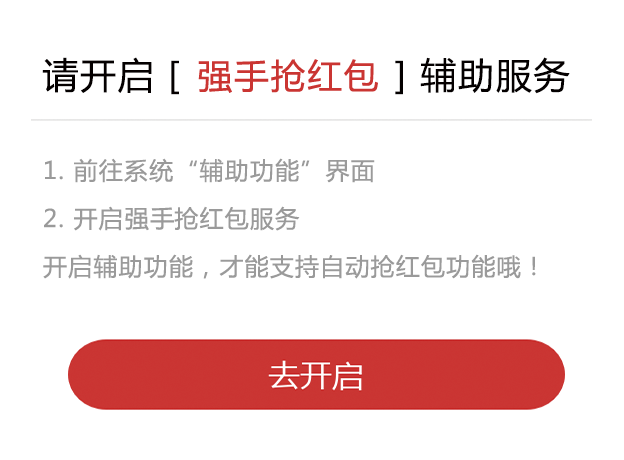 请开启 [ 强手抢红包 ] 辅助服务
1. 前往系统“辅助功能”界面
2. 开启强手抢红包服务
开启辅助功能，才能支持自动抢红包功能哦！
去开启